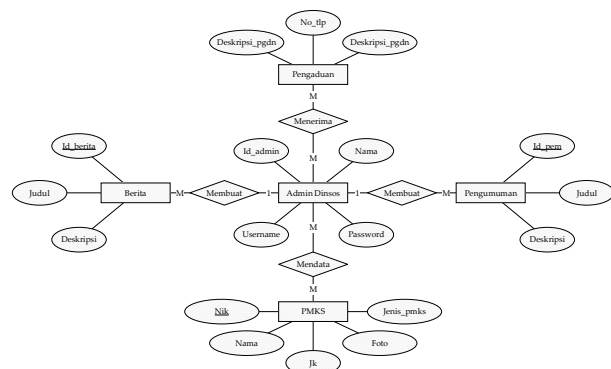 No_tlp
Deskripsi_pgdn
Deskripsi_pgdn
Pengaduan
M
Menerima
M
Id_berita
Id_admin
Nama
Id_pem
Judul
Berita
M
Membuat
1
Admin Dinsos
1
Membuat
M
Pengumuman
Judul
Deskripsi
Username
Password
Deskripsi
M
Mendata
M
Nik
PMKS
Jenis_pmks
Nama
Foto
Jk